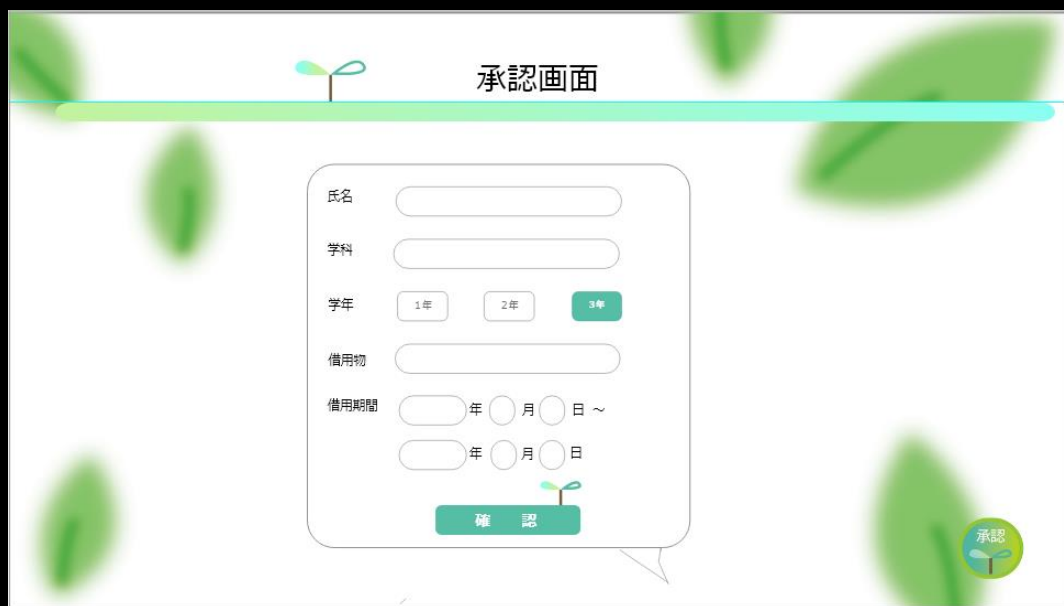 承認画面
氏名
学科
学年 1年 2年 3年
借用物
借用期間 年 月 日 ～
年 月 日
確 認
承認